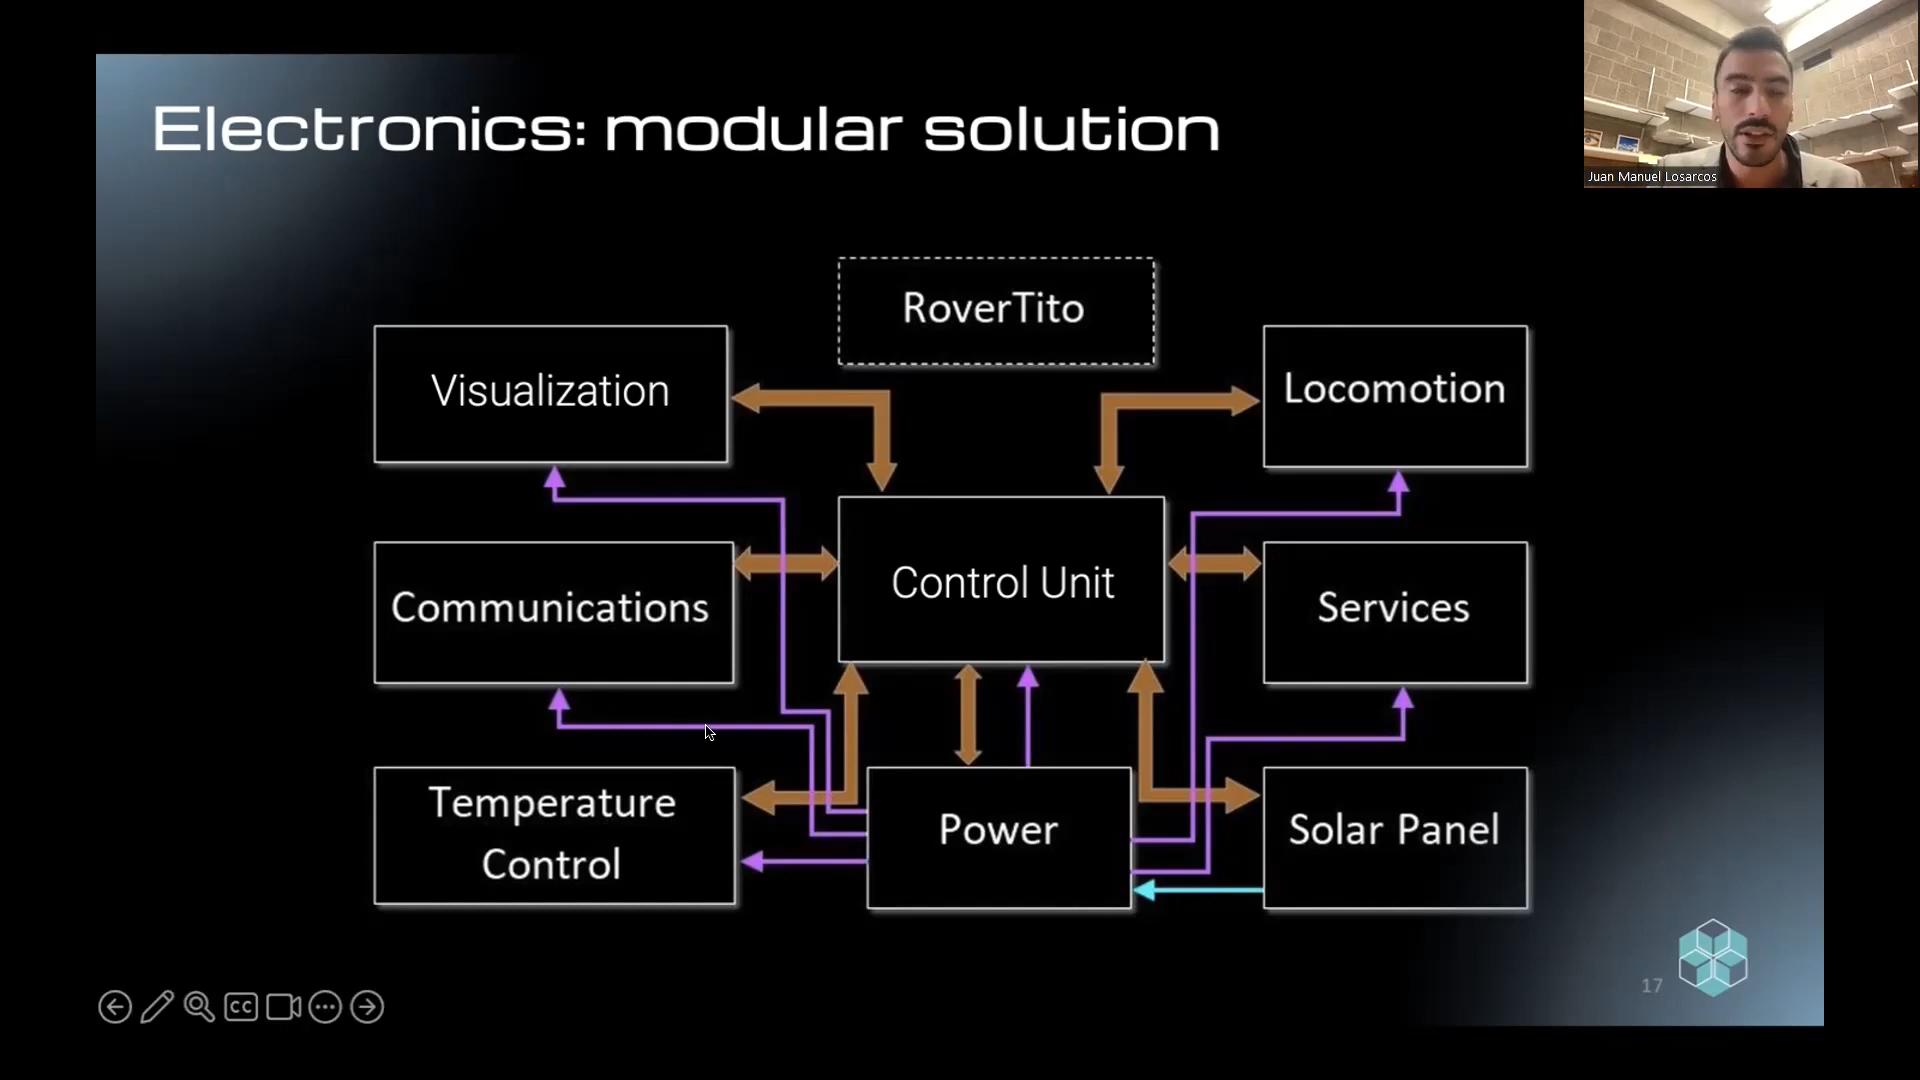 Electronics: modular solution
Juan Manuel Losarcos
RoverTito
Visualization
Locomotion
Control Unit
Communications
Services
Temperature
Control
Power
Solar Panel
17
CC